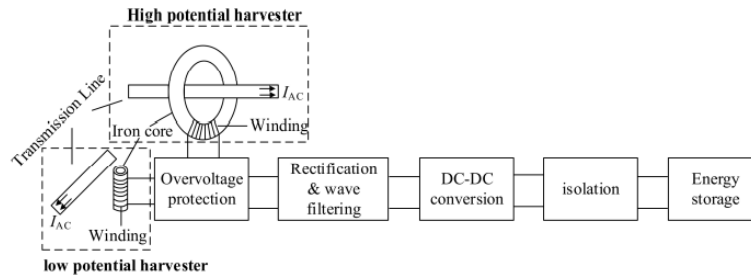 High potential harvester
Transmission Line
I_AC
Iron core
Winding
Overvoltage
protection
Rectification
& wave
filtering
DC-DC
conversion
isolation
Energy
storage
I_AC
Winding
low potential harvester